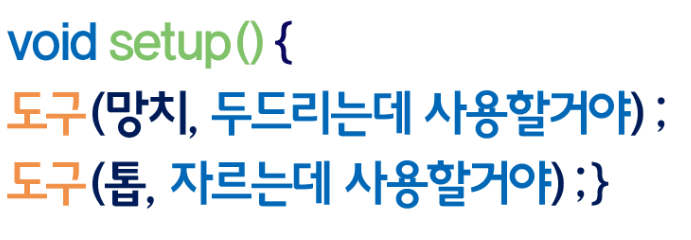 void setup() {
도구(망치, 두드리는데 사용할거야) ;
도구(톱, 자르는데 사용할거야) ;}